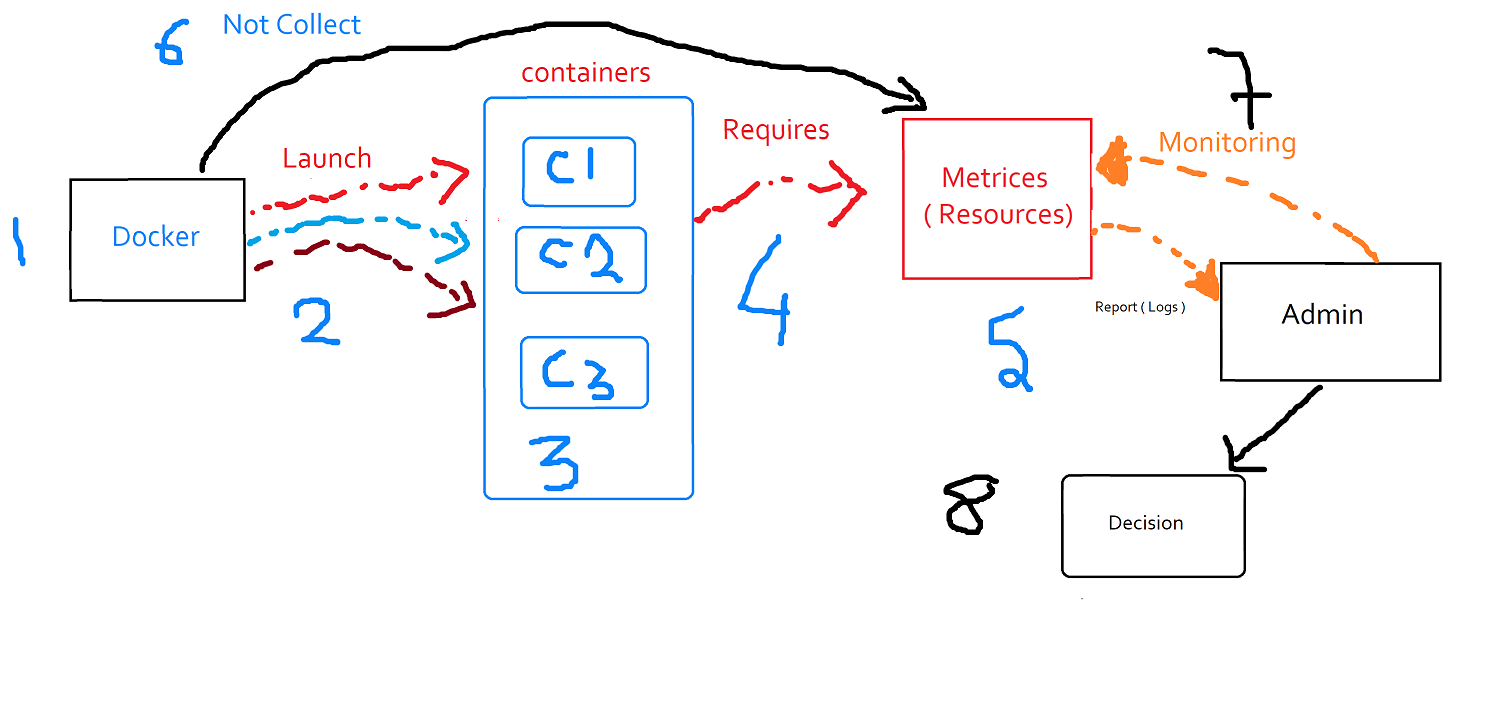 6
Not Collect
containers
7
Launch
Requires
Monitoring
C1
Metrices
( Resources)
1
Docker
C2
2
4
Report ( Logs )
Admin
5
C3
3
8
Decision